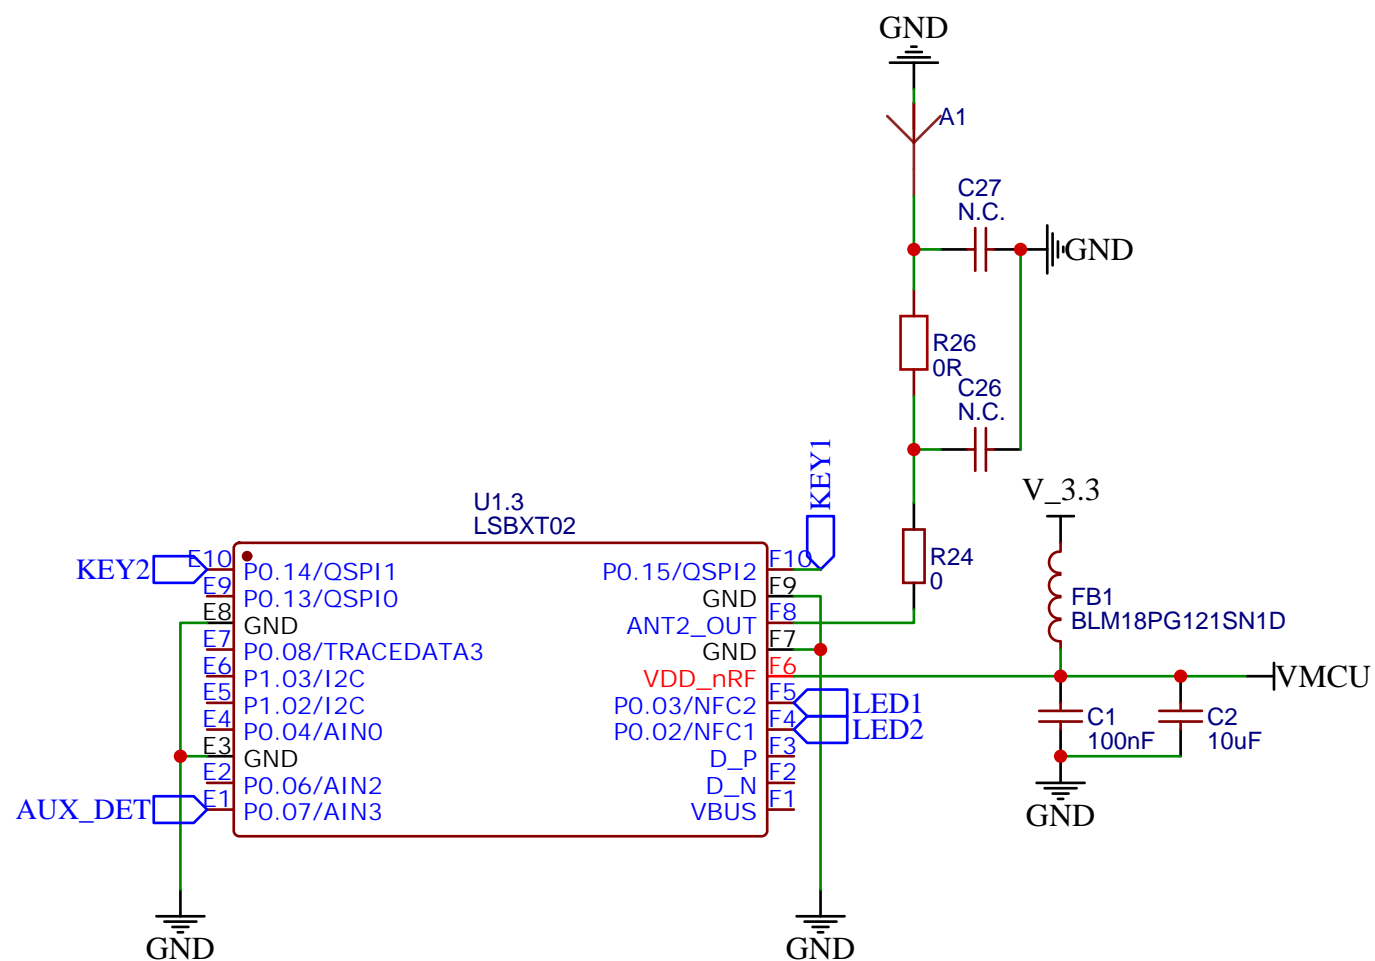 GND
A1
C27
N.C.
GND
R26
0R
C26
N.C.
KEY1
V_3.3
U1.3
LSBXT02
R24
0
FB1
BLM18PG121SN1D
KEY2
E10
P0.14/QSPI1
P0.15/QSPI2
F10
E9
P0.13/QSPI0
GND
F9
E8
GND
ANT2_OUT
F8
E7
P0.08/TRACEDATA3
GND
F7
E6
P1.03/I2C
VDD_nRF
F6
VMCU
E5
P1.02/I2C
P0.03/NFC2
F5
LED1
E4
P0.04/AIN0
P0.02/NFC1
F4
LED2
C1
100nF
C2
10uF
E3
GND
D_P
F3
E2
P0.06/AIN2
D_N
F2
AUX_DET
E1
P0.07/AIN3
VBUS
F1
GND
GND
GND